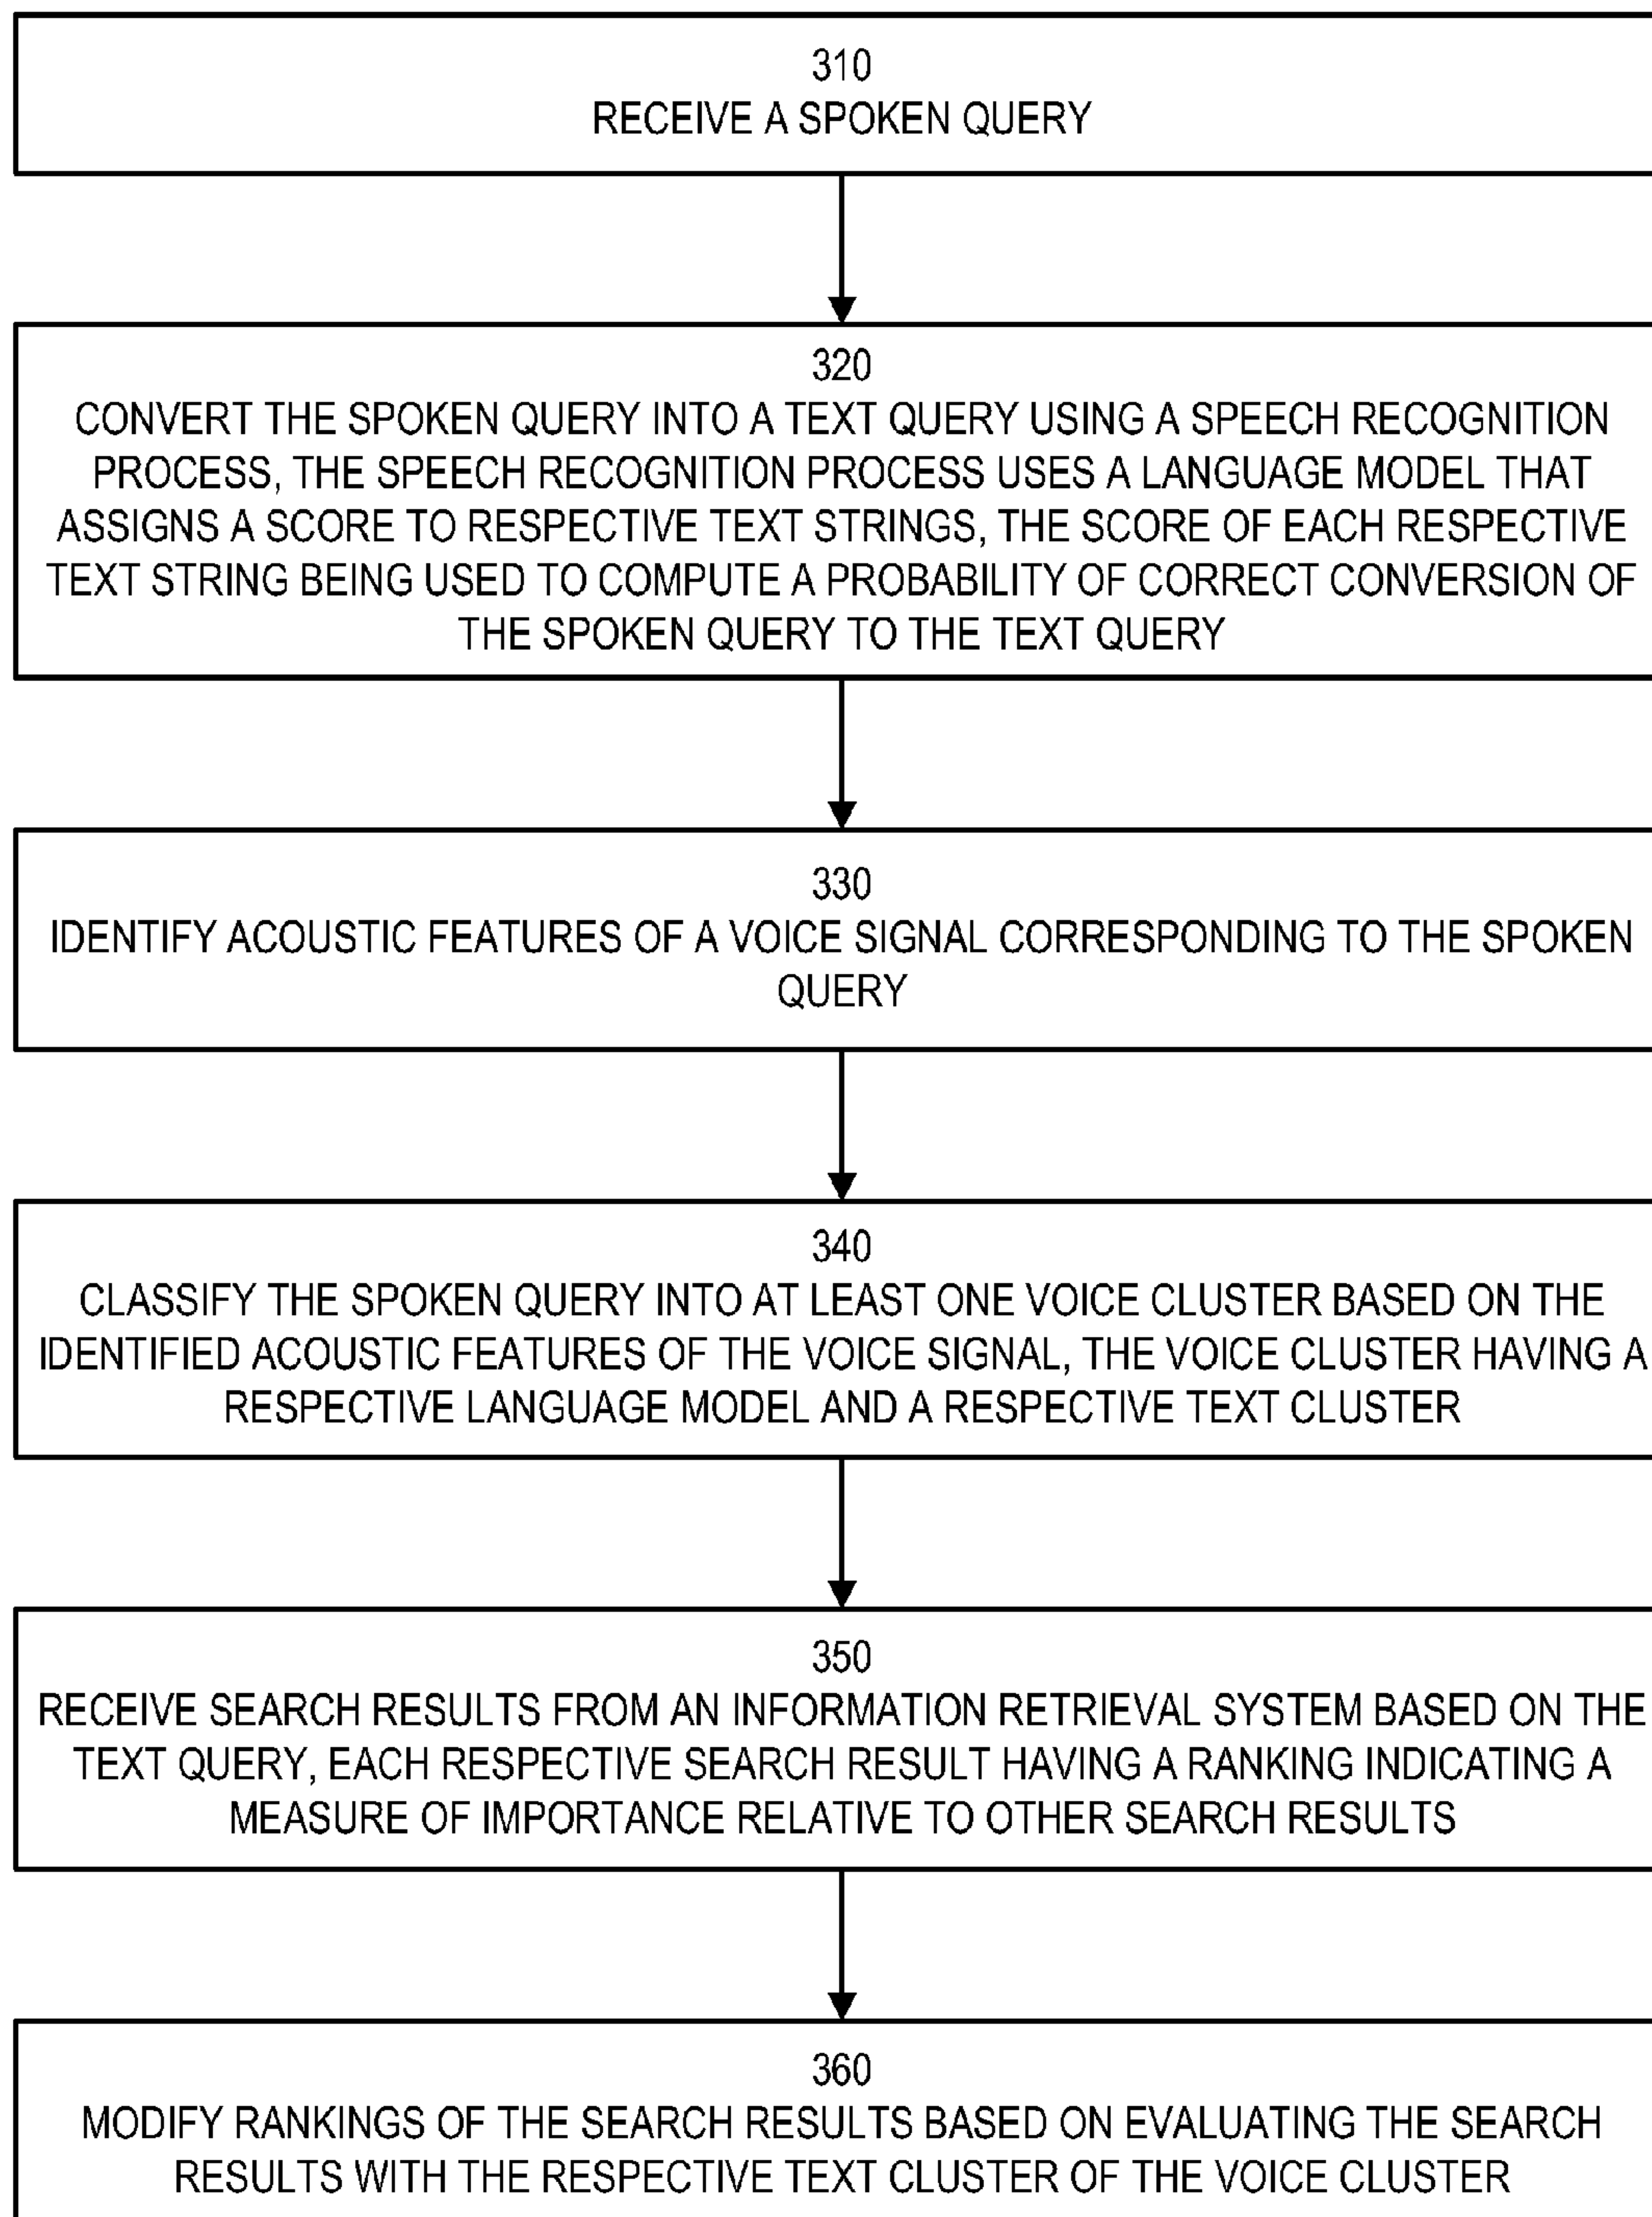 310
RECEIVE A SPOKEN QUERY
320
CONVERT THE SPOKEN QUERY INTO A TEXT QUERY USING A SPEECH RECOGNITION
PROCESS, THE SPEECH RECOGNITION PROCESS USES A LANGUAGE MODEL THAT
ASSIGNS A SCORE TO RESPECTIVE TEXT STRINGS, THE SCORE OF EACH RESPECTIVE
TEXT STRING BEING USED TO COMPUTE A PROBABILITY OF CORRECT CONVERSION OF
THE SPOKEN QUERY TO THE TEXT QUERY
330
IDENTIFY ACOUSTIC FEATURES OF A VOICE SIGNAL CORRESPONDING TO THE SPOKEN
QUERY
340
CLASSIFY THE SPOKEN QUERY INTO AT LEAST ONE VOICE CLUSTER BASED ON THE
IDENTIFIED ACOUSTIC FEATURES OF THE VOICE SIGNAL, THE VOICE CLUSTER HAVING A
RESPECTIVE LANGUAGE MODEL AND A RESPECTIVE TEXT CLUSTER
350
RECEIVE SEARCH RESULTS FROM AN INFORMATION RETRIEVAL SYSTEM BASED ON THE
TEXT QUERY, EACH RESPECTIVE SEARCH RESULT HAVING A RANKING INDICATING A
MEASURE OF IMPORTANCE RELATIVE TO OTHER SEARCH RESULTS
360
MODIFY RANKINGS OF THE SEARCH RESULTS BASED ON EVALUATING THE SEARCH
RESULTS WITH THE RESPECTIVE TEXT CLUSTER OF THE VOICE CLUSTER